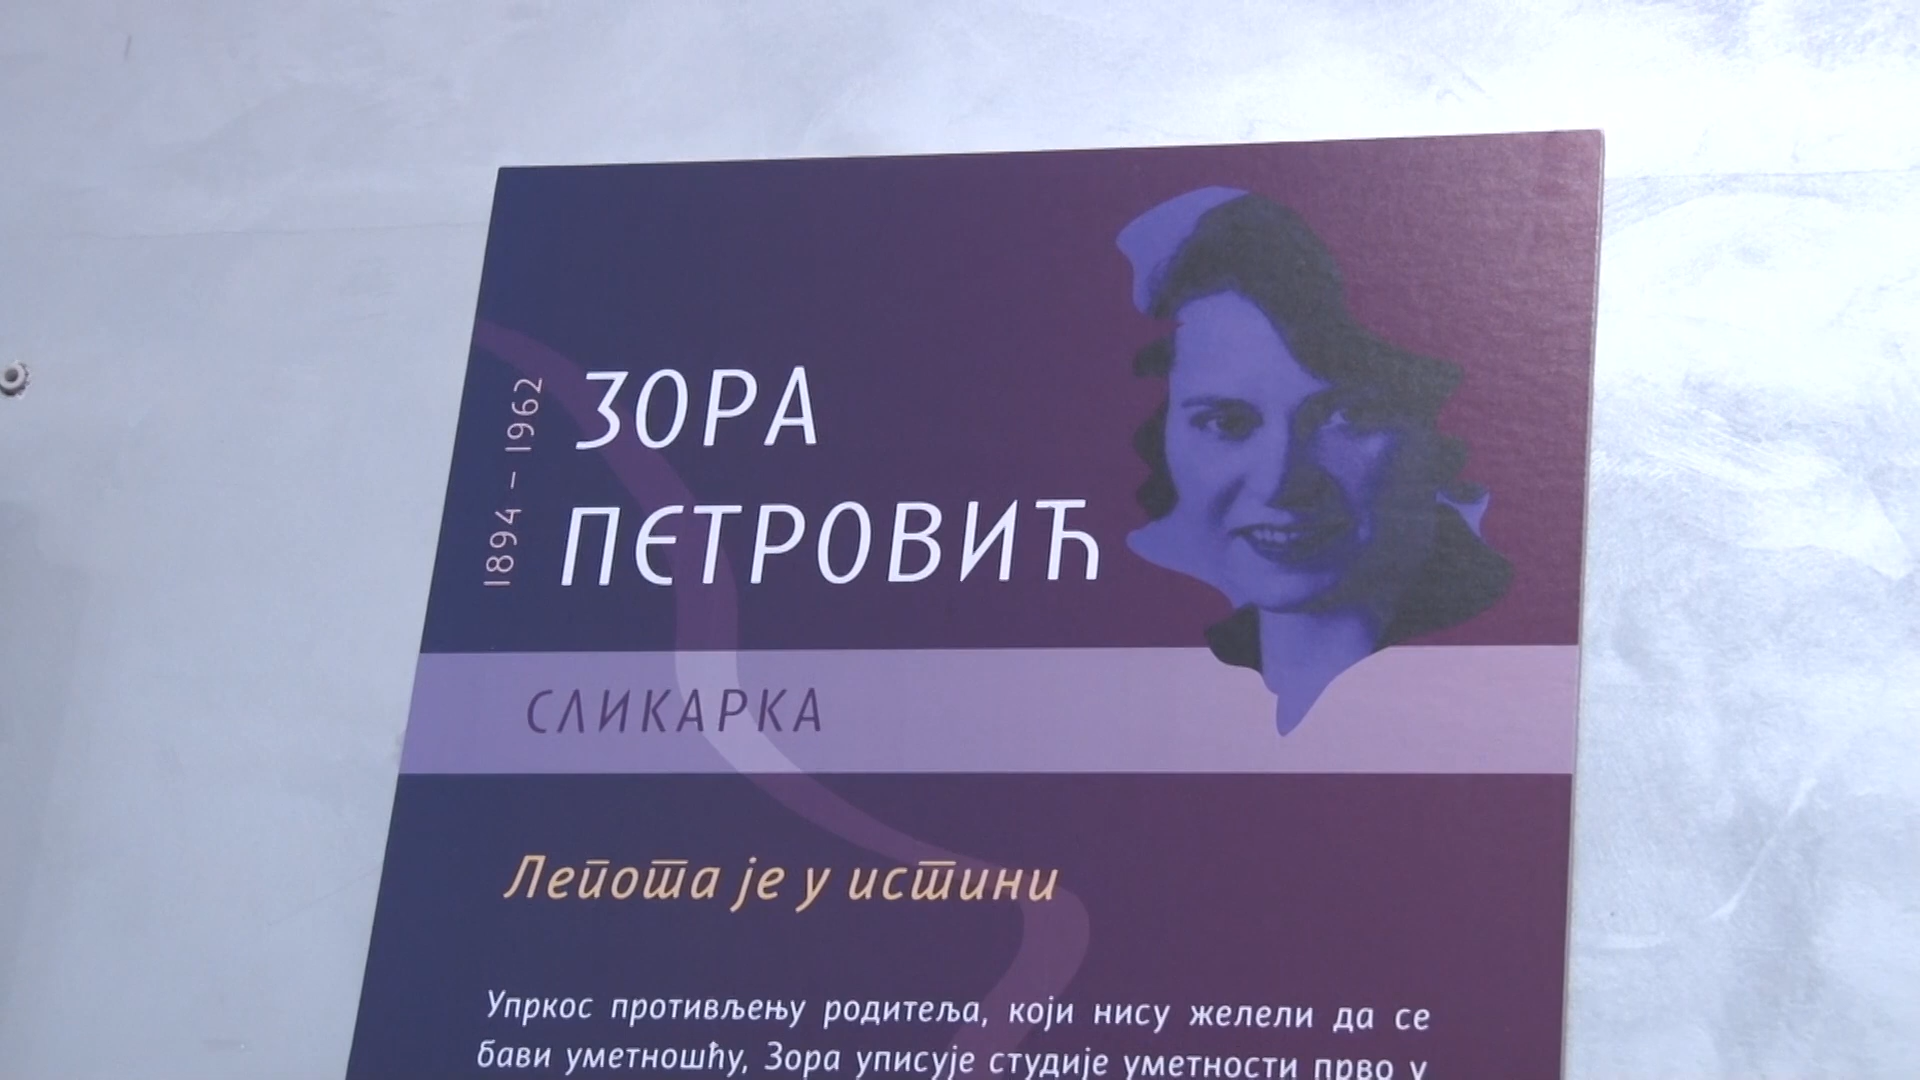 1894 – 1962
ЗОРА
ПЕТРОВИЋ
СЛИКАРКА
Лепота је у истини
Упркос противљењу родитеља, који нису желели да се
бави уметношћу, Зора уписује студије уметности прво у